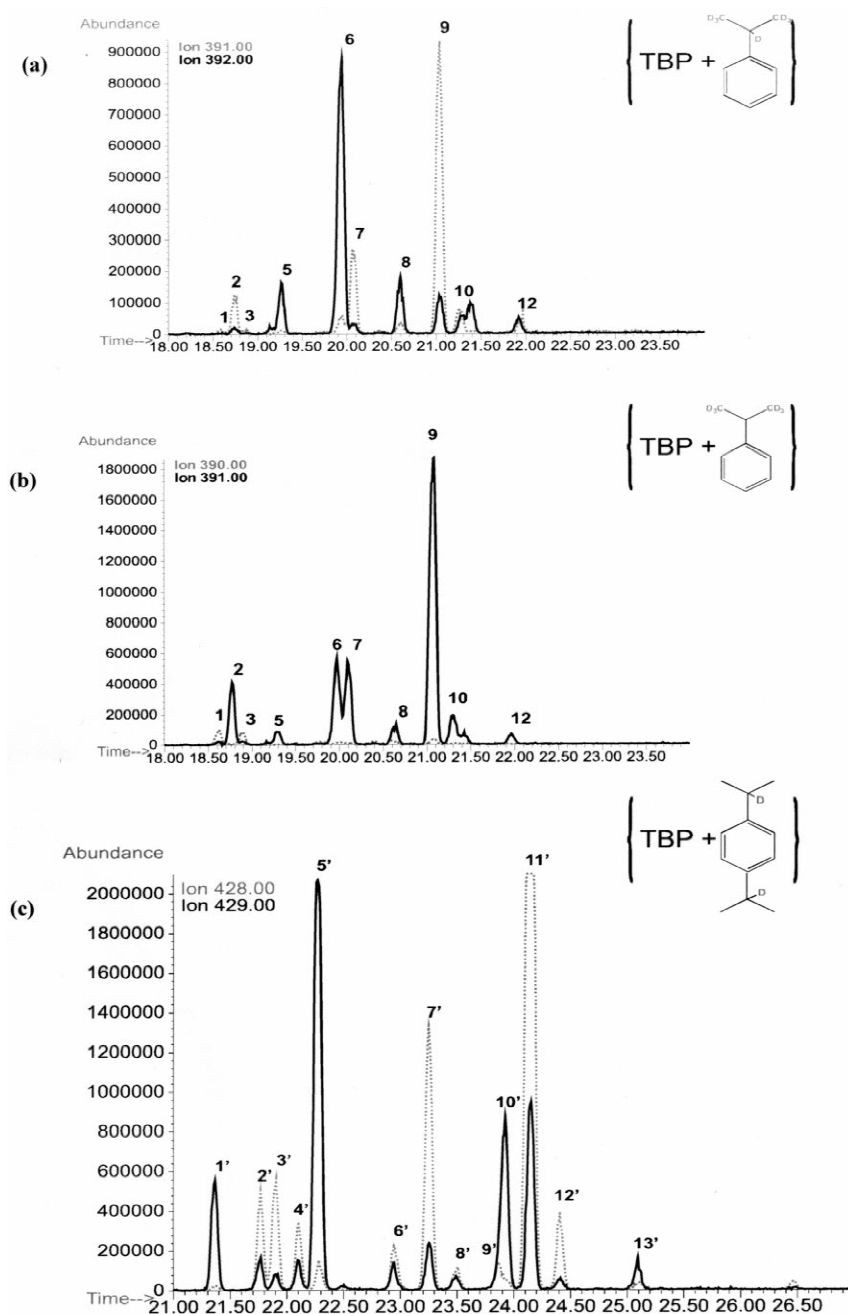 (a)
Abundance
Ion 391.00
Ion 392.00
900000
800000
700000
600000
500000
400000
300000
200000
100000
0
1 2 3 5 6 7 8 9 10 12
Time-->
18.00 18.50 19.00 19.50 20.00 20.50 21.00 21.50 22.00 22.50 23.00 23.50
TBP +
D3C CD3
C
D
(b)
Abundance
Ion 390.00
Ion 391.00
1800000
1600000
1400000
1200000
1000000
800000
600000
400000
200000
0
1 2 3 5 6 7 8 9 10 12
Time-->
18.00 18.50 19.00 19.50 20.00 20.50 21.00 21.50 22.00 22.50 23.00 23.50
TBP +
D3C CD3
(c)
Abundance
Ion 428.00
Ion 429.00
2000000
1800000
1600000
1400000
1200000
1000000
800000
600000
400000
200000
0
1' 2' 3' 4' 5' 6' 7' 8' 9' 10' 11' 12' 13'
21.00 21.50 22.00 22.50 23.00 23.50 24.00 24.50 25.00 25.50 26.00 26.50
TBP +
C D
C D